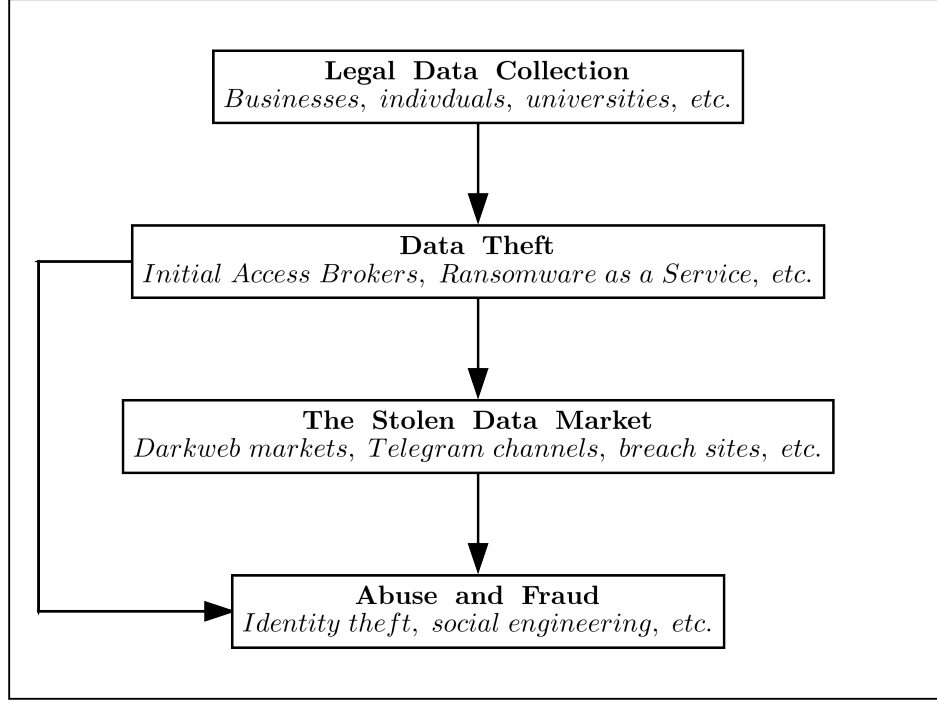 Legal Data Collection
Businesses, indivduals, universities, etc.
Data Theft
Initial Access Brokers, Ransomware as a Service, etc.
The Stolen Data Market
Darkweb markets, Telegram channels, breach sites, etc.
Abuse and Fraud
Identity theft, social engineering, etc.